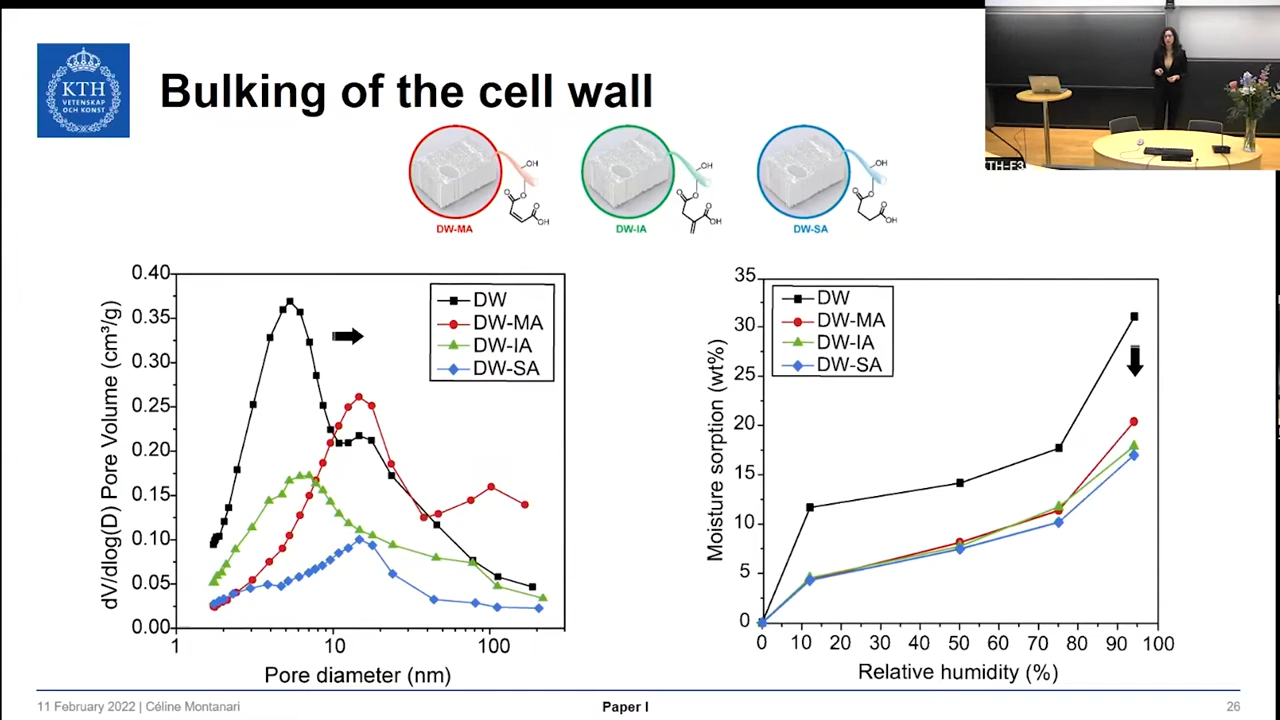 KTH
VETENSKAP
OCH KONST
Bulking of the cell wall
KTH-F3
OH
O
O
OH
DW-MA
OH
O
O
OH
DW-IA
OH
O
O
OH
DW-SA
dV/dlog(D) Pore Volume (cm³/g)
0.40
0.35
0.30
0.25
0.20
0.15
0.10
0.05
0.00
1
10
100
Pore diameter (nm)
DW
DW-MA
DW-IA
DW-SA
Moisture sorption (wt%)
35
30
25
20
15
10
5
0
0 10 20 30 40 50 60 70 80 90 100
Relative humidity (%)
DW
DW-MA
DW-IA
DW-SA
11 February 2022 | Céline Montanari
Paper I
26